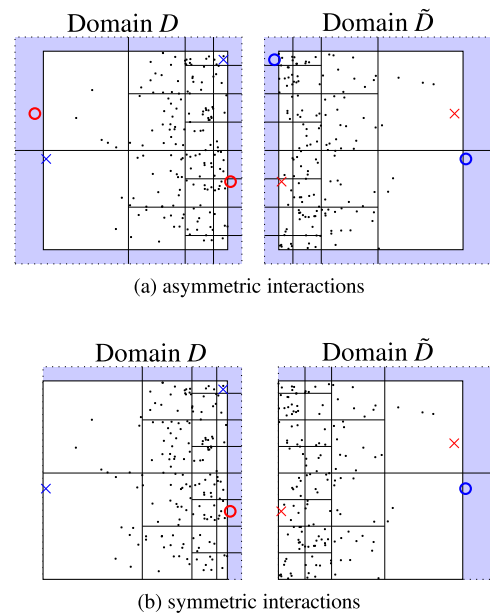 Domain D Domain D̃
(a) asymmetric interactions
Domain D Domain D̃
(b) symmetric interactions